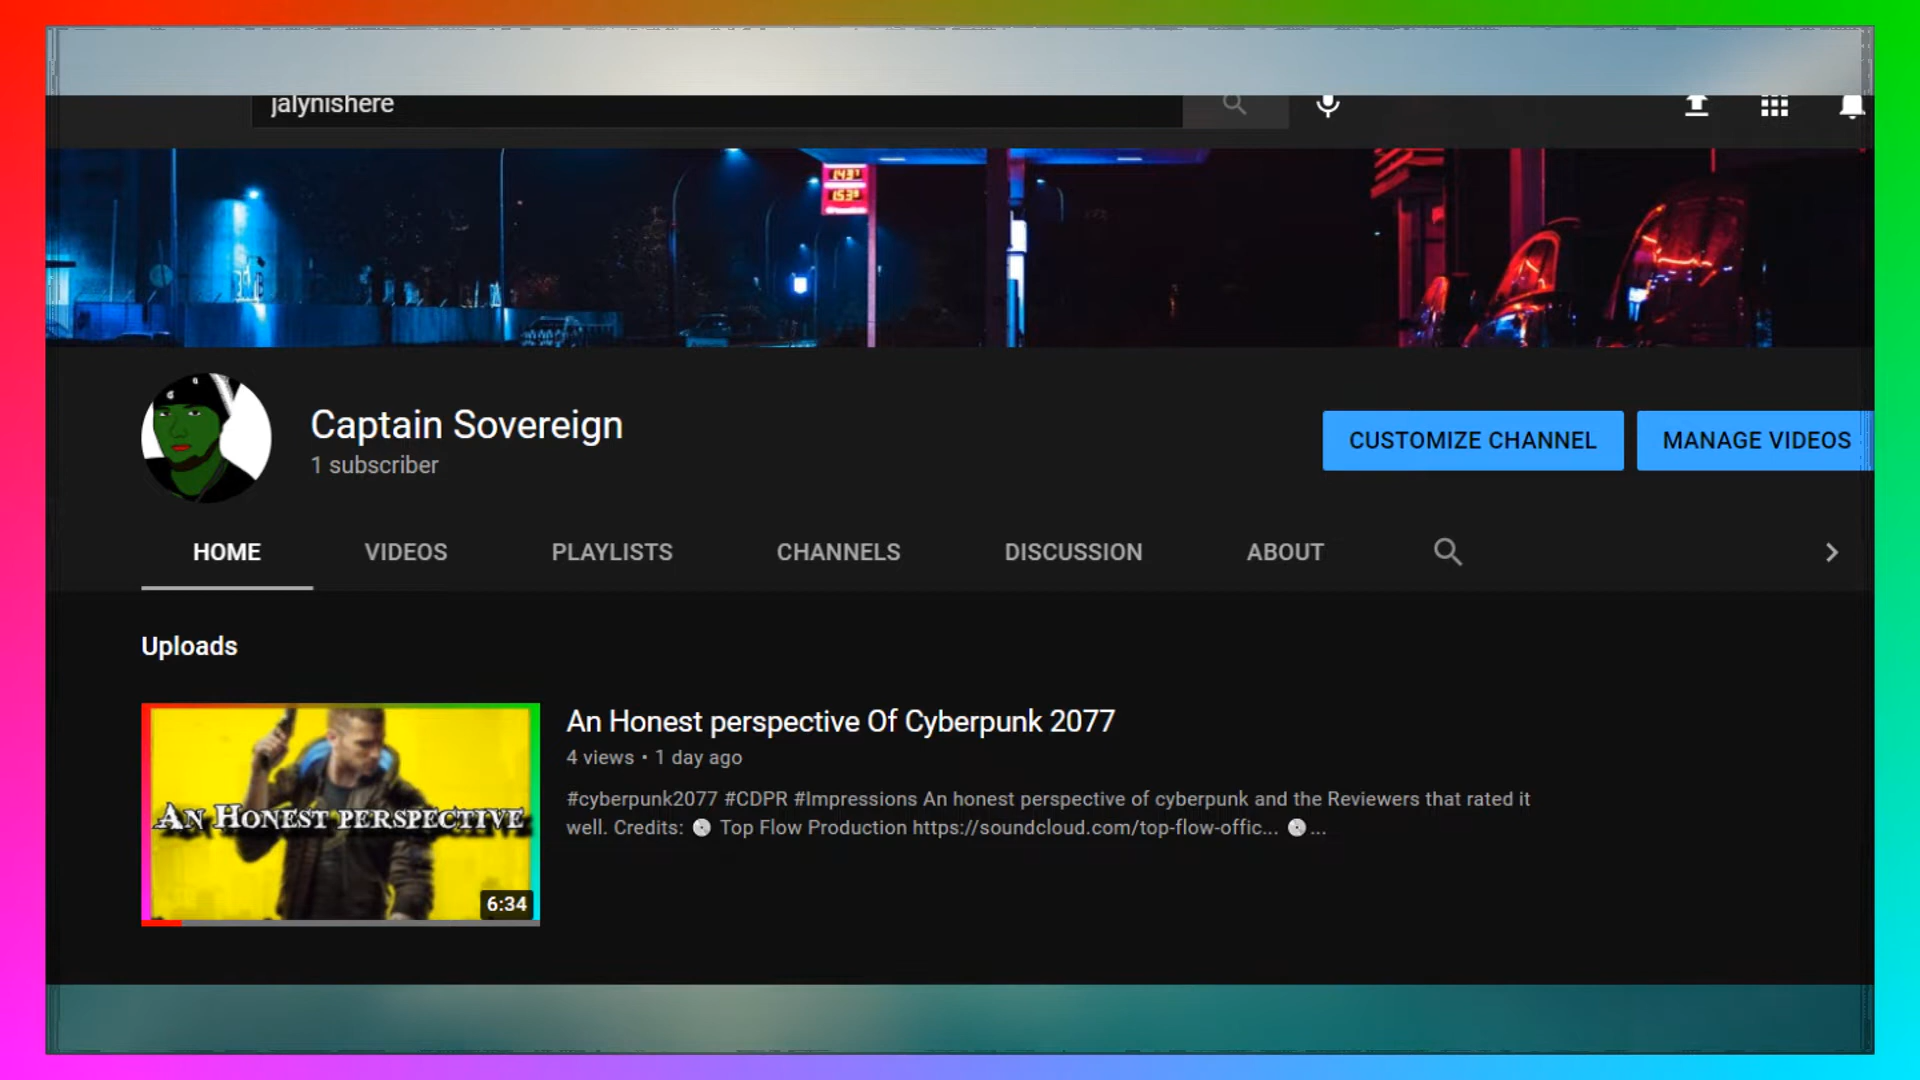 jalynishere
Captain Sovereign
1 subscriber
CUSTOMIZE CHANNEL
MANAGE VIDEOS
HOME
VIDEOS
PLAYLISTS
CHANNELS
DISCUSSION
ABOUT
Uploads
AN HONEST PERSPECTIVE
6:34
An Honest perspective Of Cyberpunk 2077
4 views • 1 day ago
#cyberpunk2077 #CDPR #Impressions An honest perspective of cyberpunk and the Reviewers that rated it
well. Credits: 💿 Top Flow Production https://soundcloud.com/top-flow-offic... 💿...